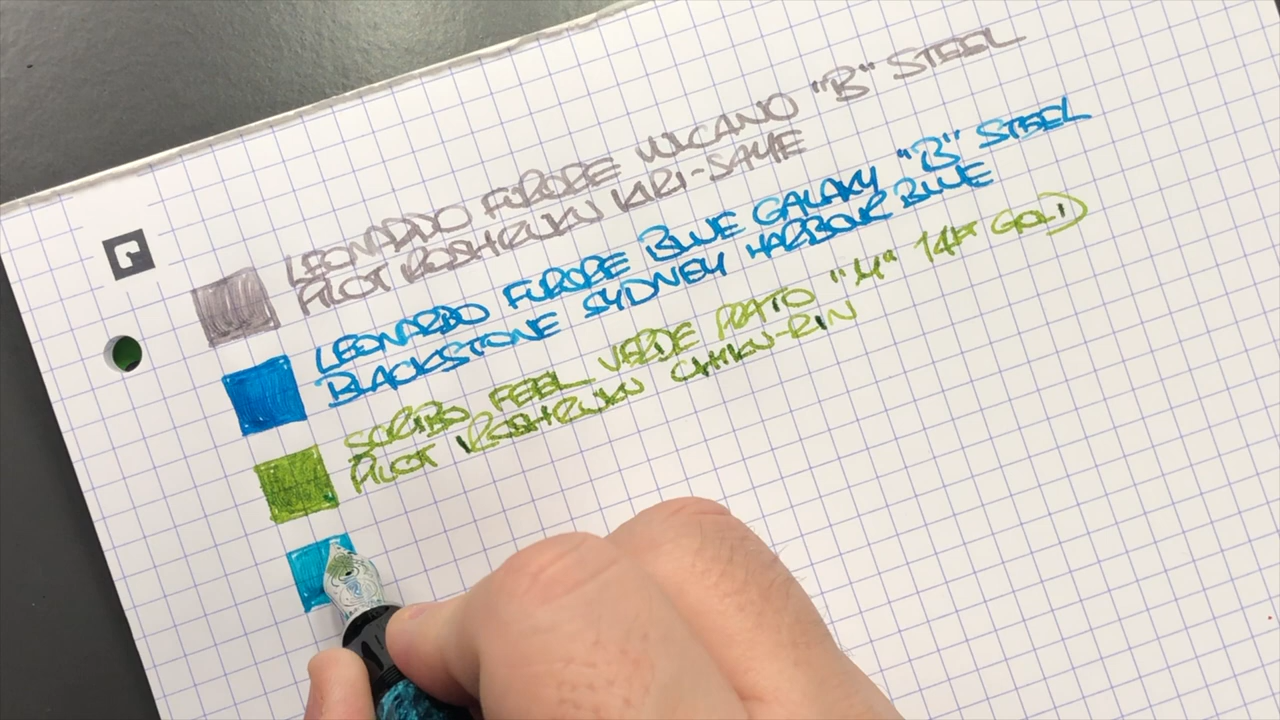 LEONARDO FURORE VULCANO "B" STEEL
PILOT IROSHIZUKU KIRI-SAME
LEONARDO FURORE BLUE GALAXY "B" STEEL
BLACKSTONE SYDNEY HARBOUR BLUE
SCRIBO FEEL VERDE PRATO "M" 14KT GOLD
PILOT IROSHIZUKU CHIKU-RIN